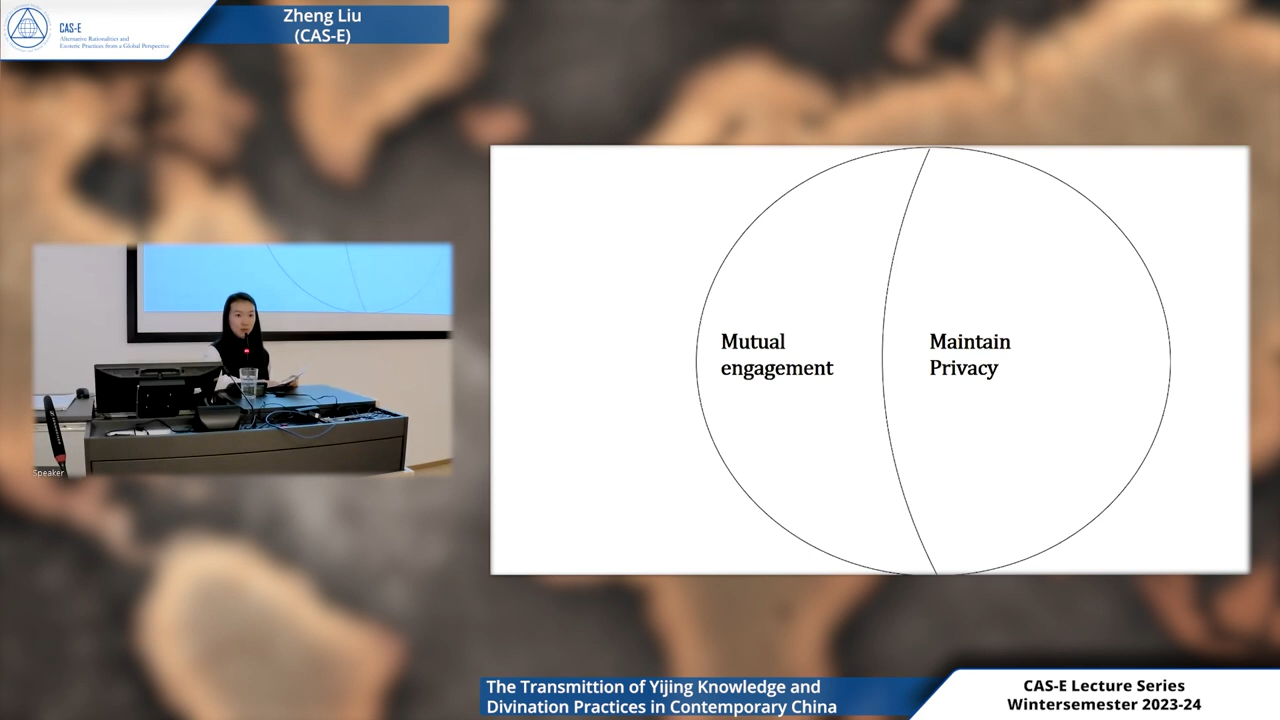 CAS-E
Alternative Rationalities and
Esoteric Practices from a Global Perspective
Zheng Liu
(CAS-E)
Mutual
engagement
Maintain
Privacy
Speaker
The Transmittion of Yijing Knowledge and
Divination Practices in Contemporary China
CAS-E Lecture Series
Wintersemester 2023-24